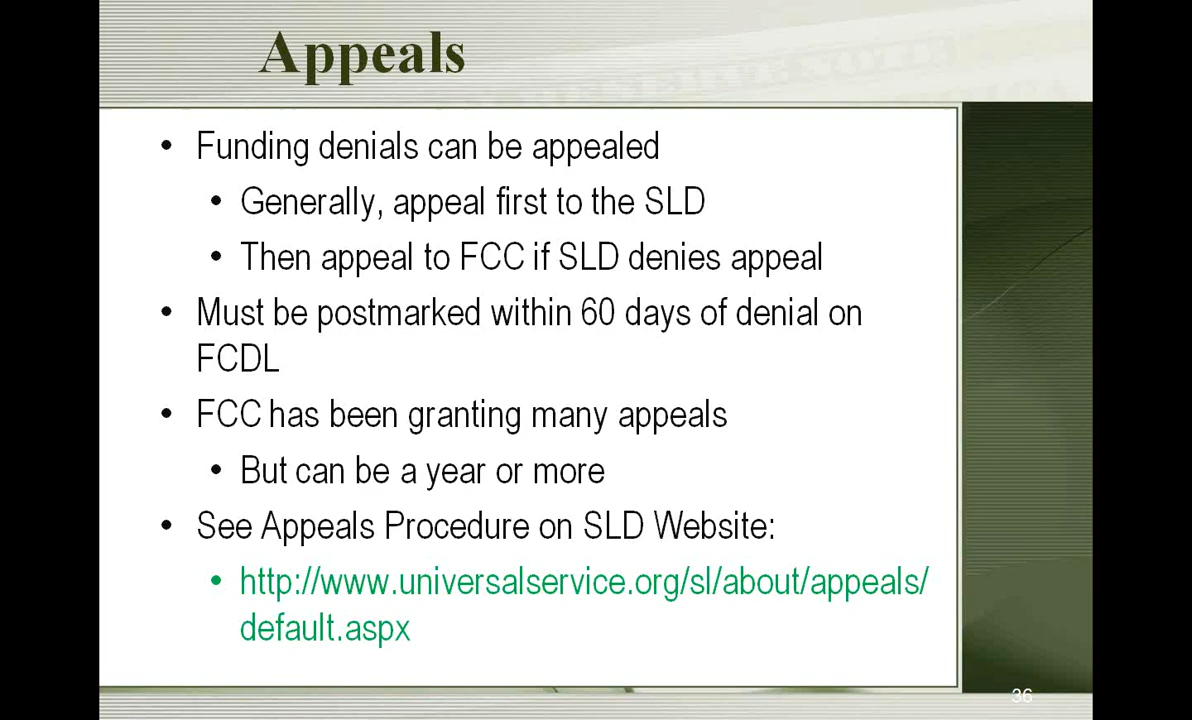 Appeals
• Funding denials can be appealed
• Generally, appeal first to the SLD
• Then appeal to FCC if SLD denies appeal
• Must be postmarked within 60 days of denial on
FCDL
• FCC has been granting many appeals
• But can be a year or more
• See Appeals Procedure on SLD Website:
• http://www.universalservice.org/sl/about/appeals/
default.aspx
36